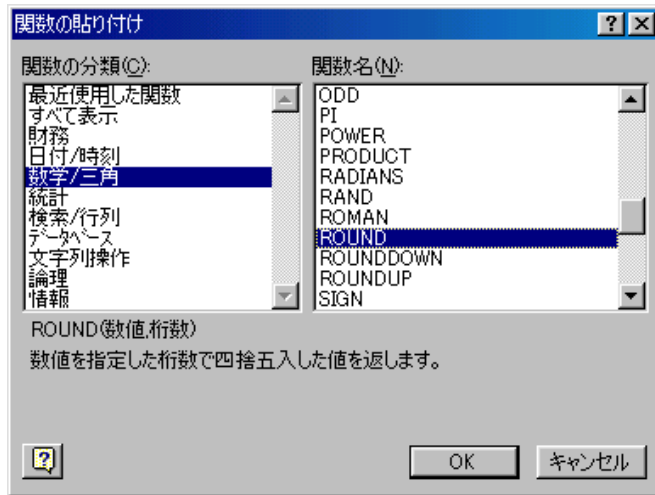 関数の貼り付け
関数の分類(C):
最近使用した関数
すべて表示
財務
日付/時刻
数学/三角
統計
検索/行列
データベース
文字列操作
論理
情報
関数名(N):
ODD
PI
POWER
PRODUCT
RADIANS
RAND
ROMAN
ROUND
ROUNDDOWN
ROUNDUP
SIGN
ROUND(数値,桁数)
数値を指定した桁数で四捨五入した値を返します。
OK
キャンセル